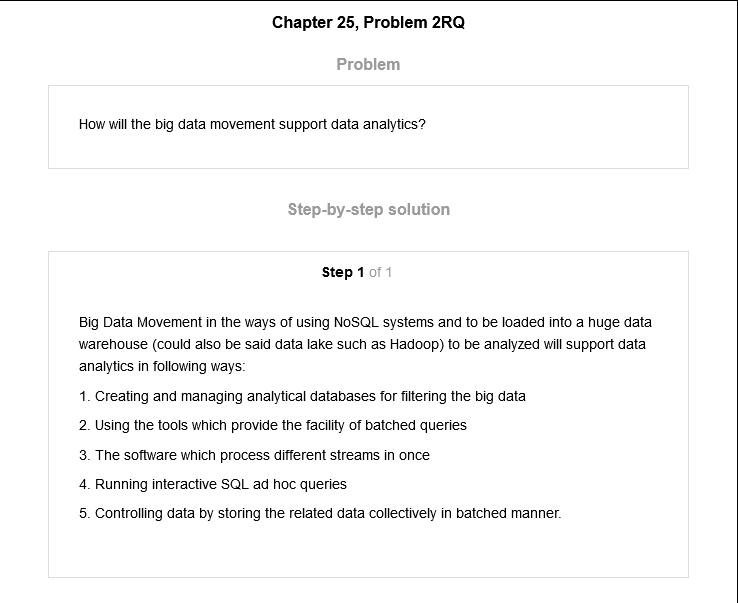 Chapter 25, Problem 2RQ
Problem
How will the big data movement support data analytics?
Step-by-step solution
Step 1 of 1
Big Data Movement in the ways of using NoSQL systems and to be loaded into a huge data
warehouse (could also be said data lake such as Hadoop) to be analyzed will support data
analytics in following ways:
1. Creating and managing analytical databases for filtering the big data
2. Using the tools which provide the facility of batched queries
3. The software which process different streams in once
4. Running interactive SQL ad hoc queries
5. Controlling data by storing the related data collectively in batched manner.